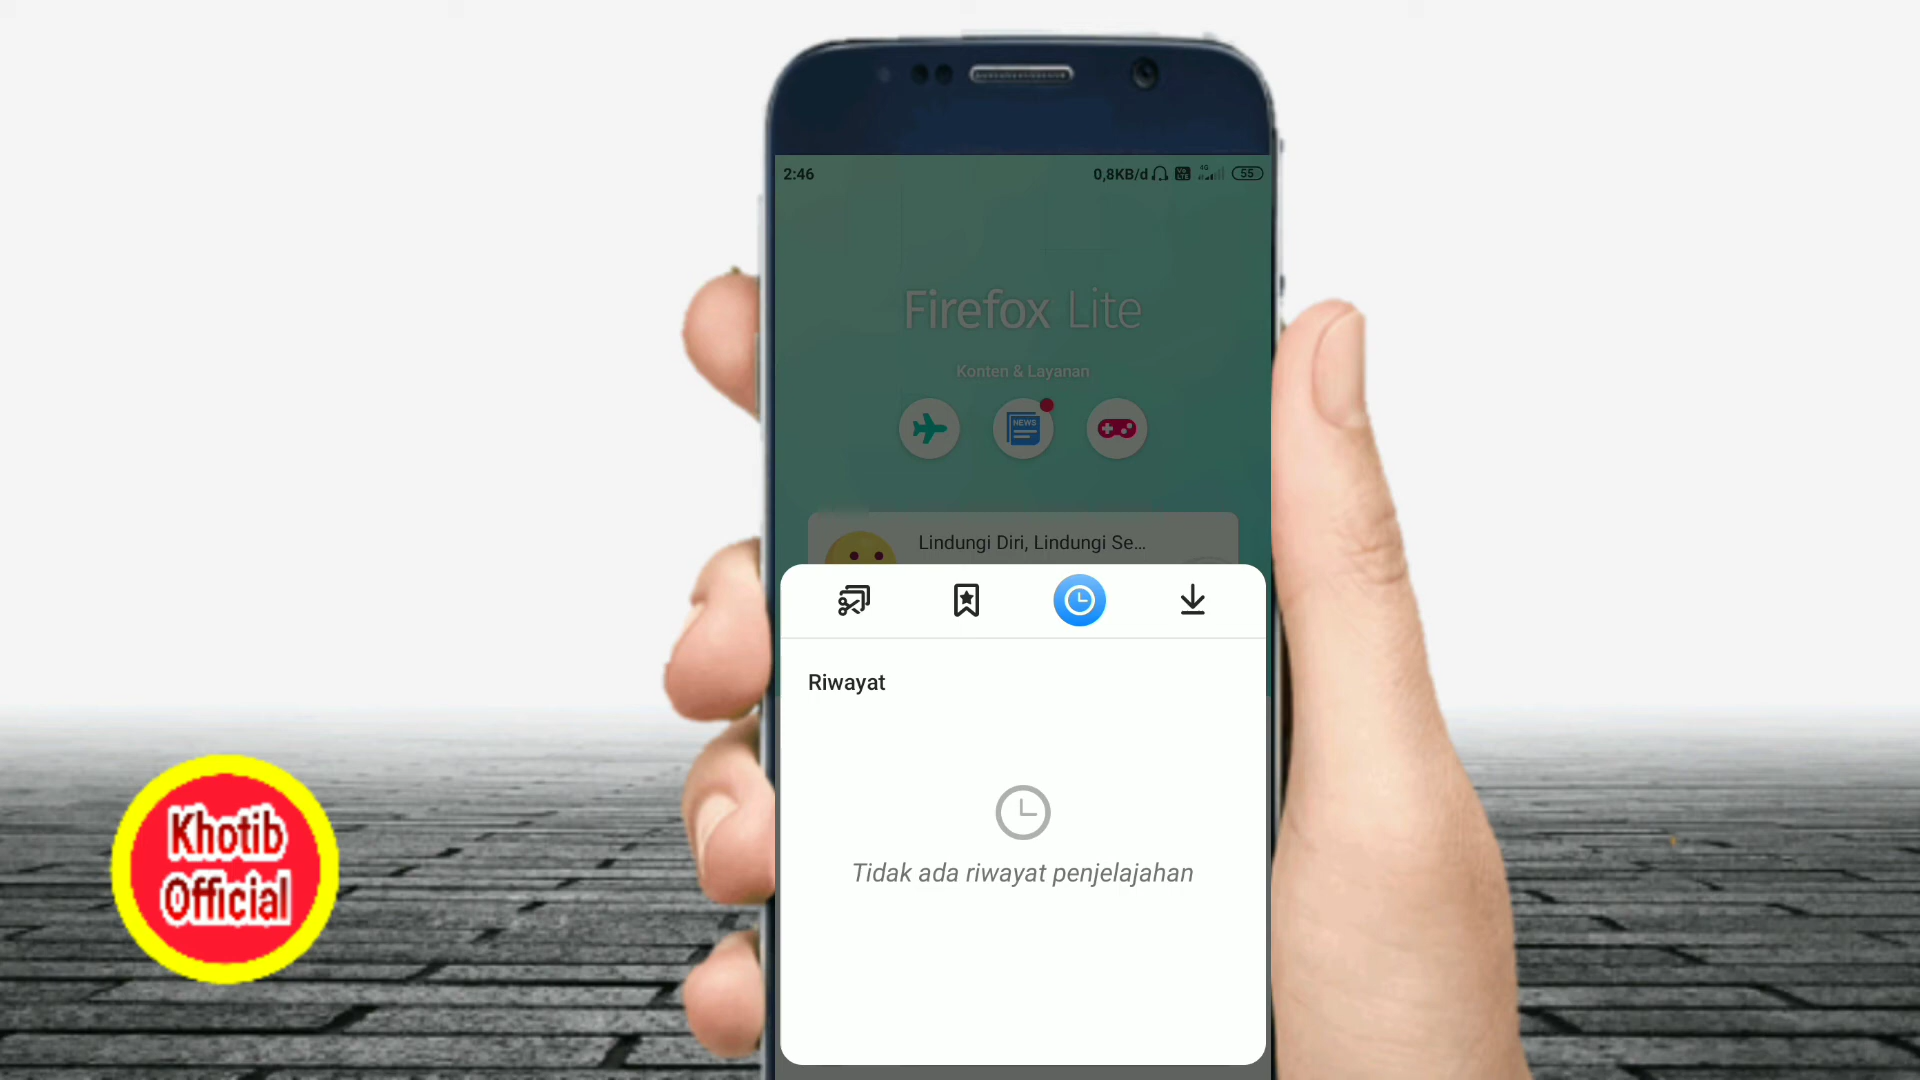 2:46
0,8KB/d
4G
55
Firefox Lite
Konten & Layanan
NEWS
Lindungi Diri, Lindungi Se...
Riwayat
Tidak ada riwayat penjelajahan
Khotib
Official